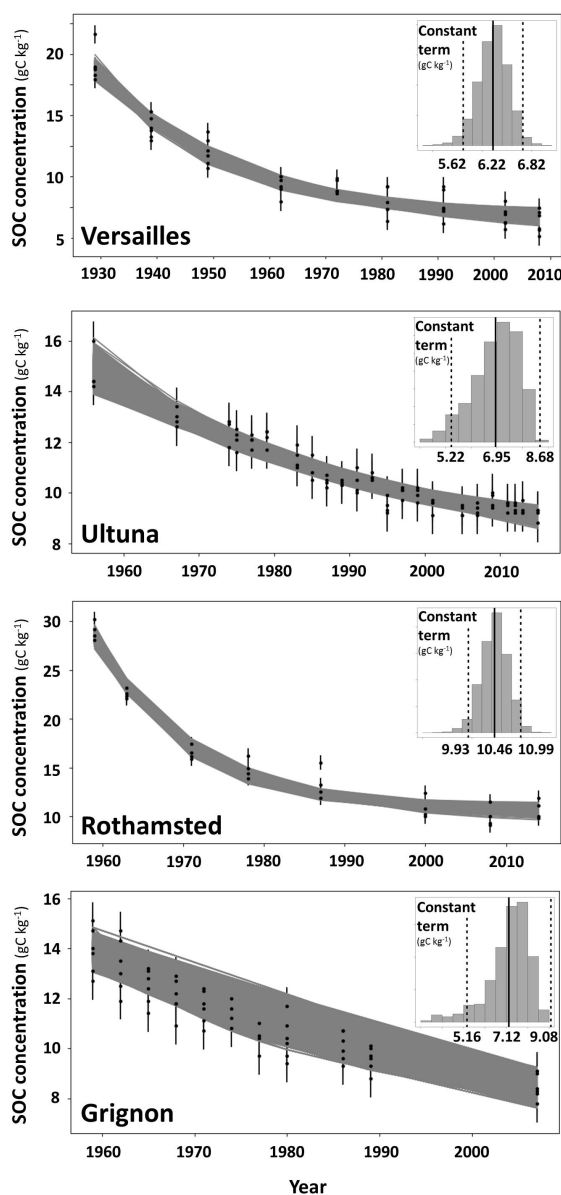 SOC concentration (gC kg-1)
20
15
10
5
Constant
term
(gC kg-1)
5.62 6.22 6.82
Versailles
1930 1940 1950 1960 1970 1980 1990 2000 2010
SOC concentration (gC kg-1)
16
14
12
10
8
Constant
term
(gC kg-1)
5.22 6.95 8.68
Ultuna
1960 1970 1980 1990 2000 2010
SOC concentration (gC kg-1)
30
25
20
15
10
Constant
term
(gC kg-1)
9.93 10.46 10.99
Rothamsted
1960 1970 1980 1990 2000 2010
SOC concentration (gC kg-1)
16
14
12
10
8
Constant
term
(gC kg-1)
5.16 7.12 9.08
Grignon
1960 1970 1980 1990 2000
Year